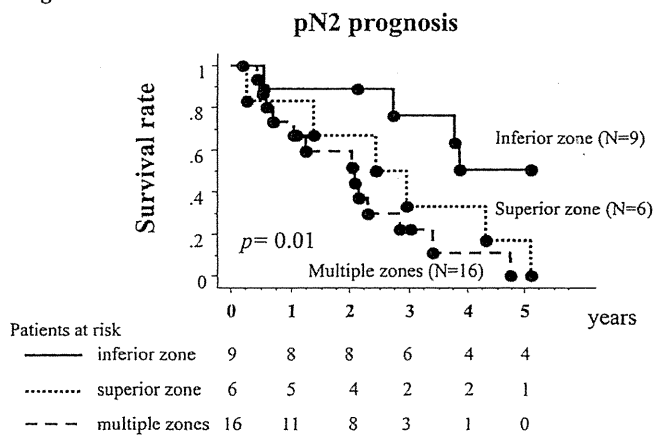 pN2 prognosis
Survival rate
1
.8
.6
.4
.2
0
Inferior zone (N=9)
Superior zone (N=6)
p= 0.01
Multiple zones (N=16)
0 1 2 3 4 5 years
Patients at risk
inferior zone 9 8 8 6 4 4
superior zone 6 5 4 2 2 1
multiple zones 16 11 8 3 1 0